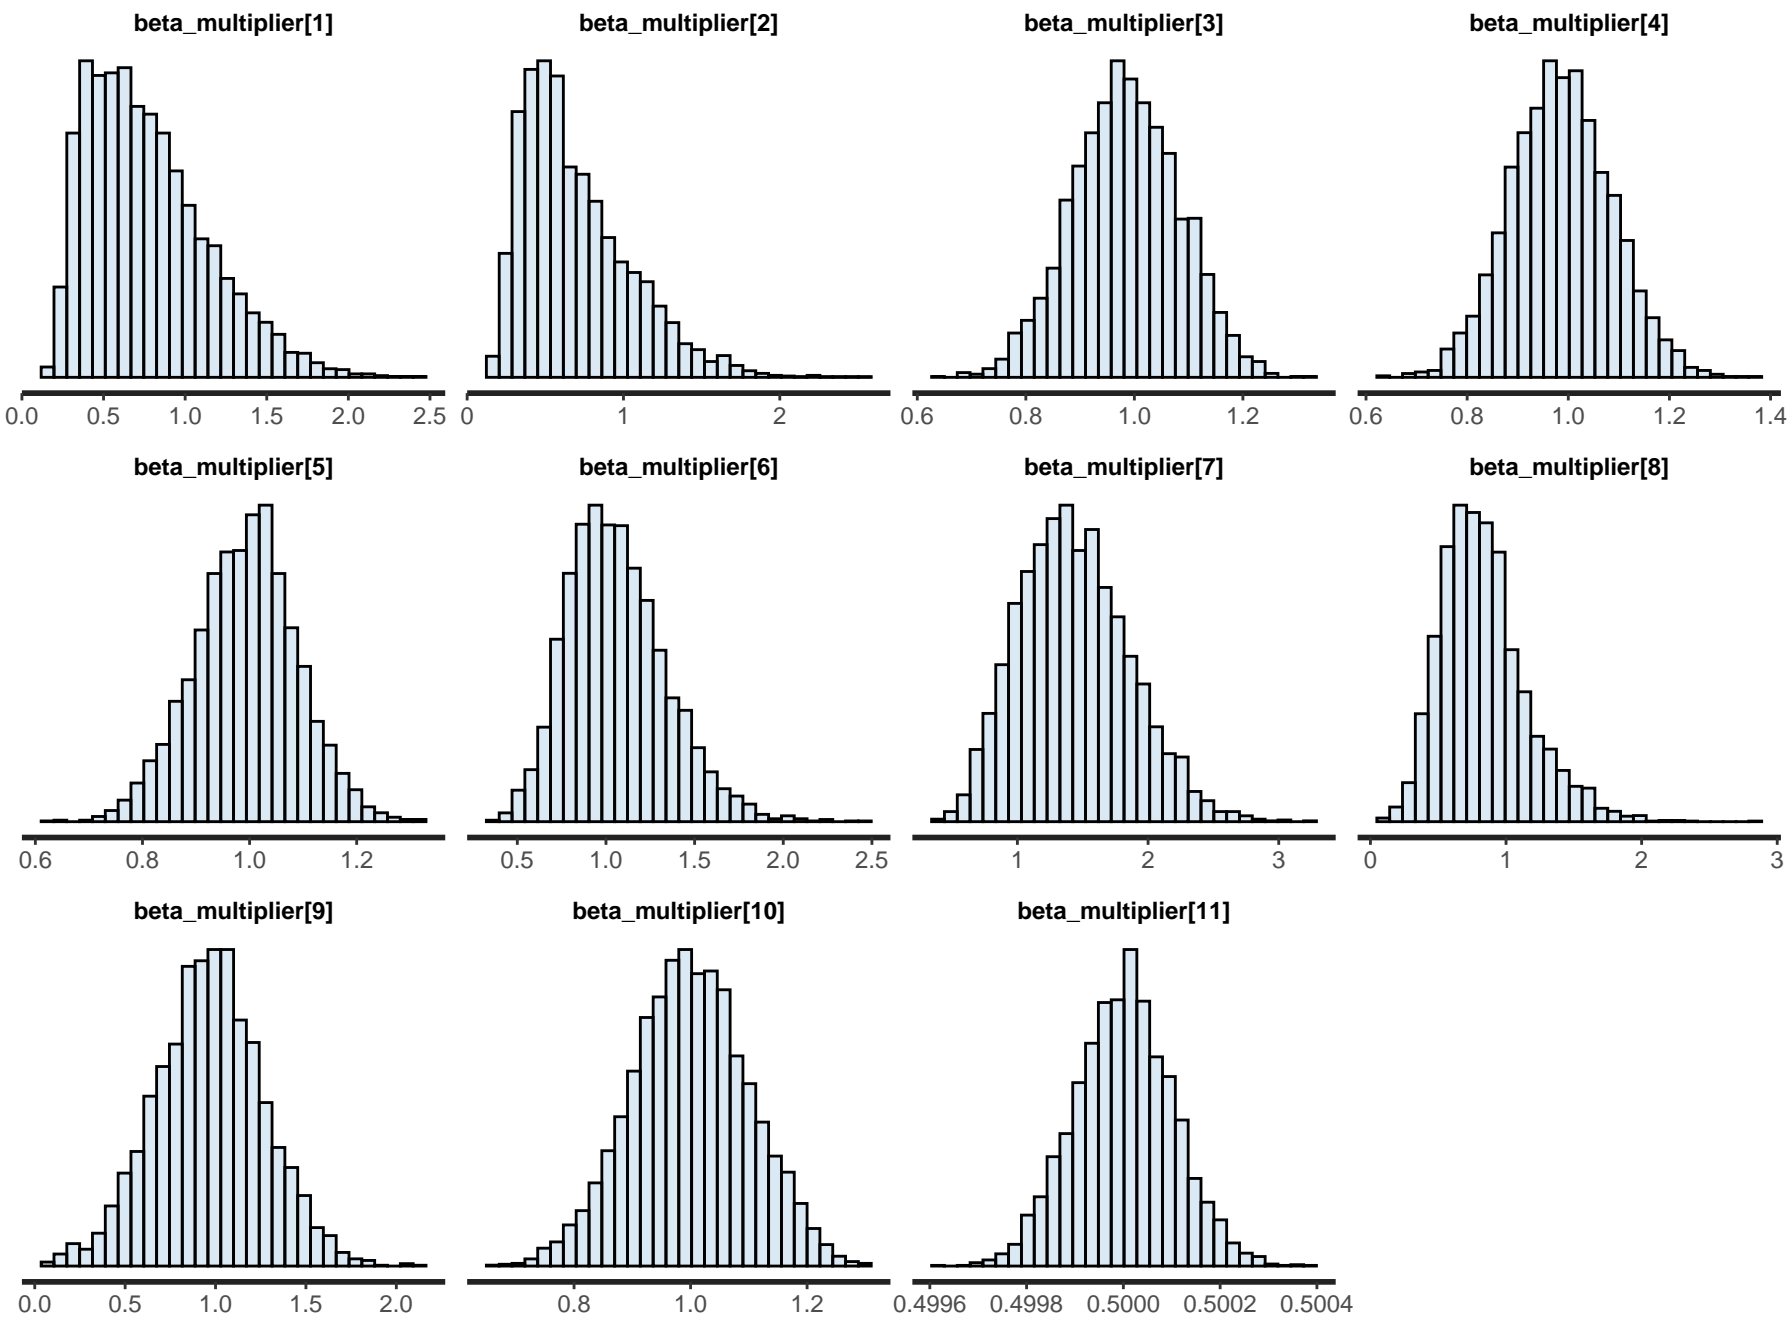 beta_multiplier[1] beta_multiplier[2] beta_multiplier[3] beta_multiplier[4]
0.0 0.5 1.0 1.5 2.0 2.5 0 1 2 0.6 0.8 1.0 1.2 0.6 0.8 1.0 1.2 1.4
beta_multiplier[5] beta_multiplier[6] beta_multiplier[7] beta_multiplier[8]
0.6 0.8 1.0 1.2 0.5 1.0 1.5 2.0 2.5 1 2 3 0 1 2 3
beta_multiplier[9] beta_multiplier[10] beta_multiplier[11]
0.0 0.5 1.0 1.5 2.0 0.8 1.0 1.2 0.4996 0.4998 0.5000 0.5002 0.5004